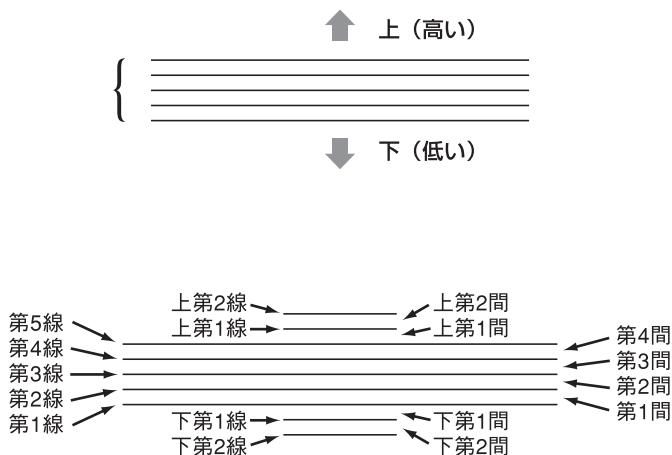 上（高い）
下（低い）
上第2線
上第2間
上第1線
上第1間
第5線
第4線
第3線
第2線
第1線
第4間
第3間
第2間
第1間
下第1線
下第1間
下第2線
下第2間